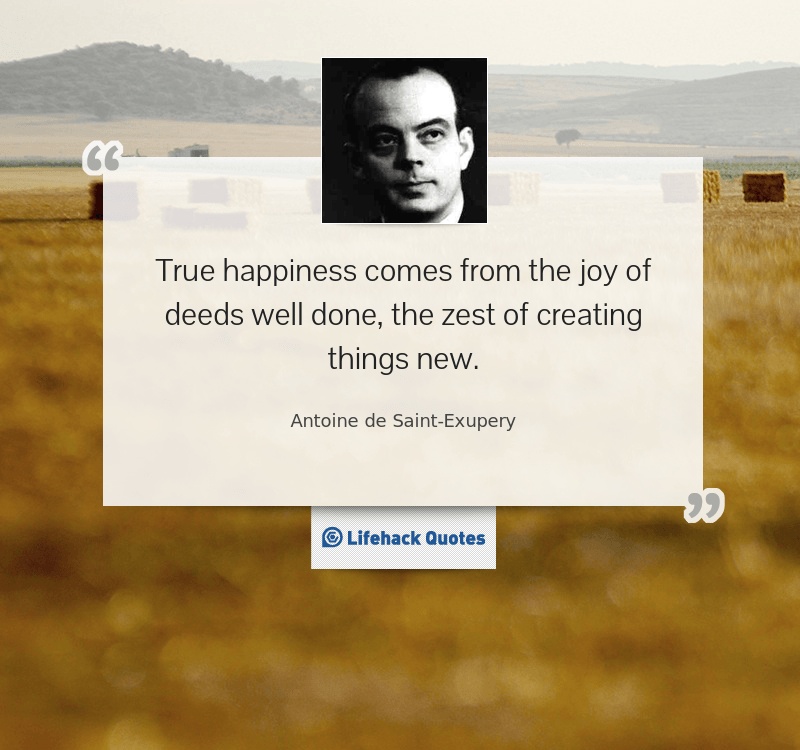 True happiness comes from the joy of
deeds well done, the zest of creating
things new.
Antoine de Saint-Exupery
Lifehack Quotes